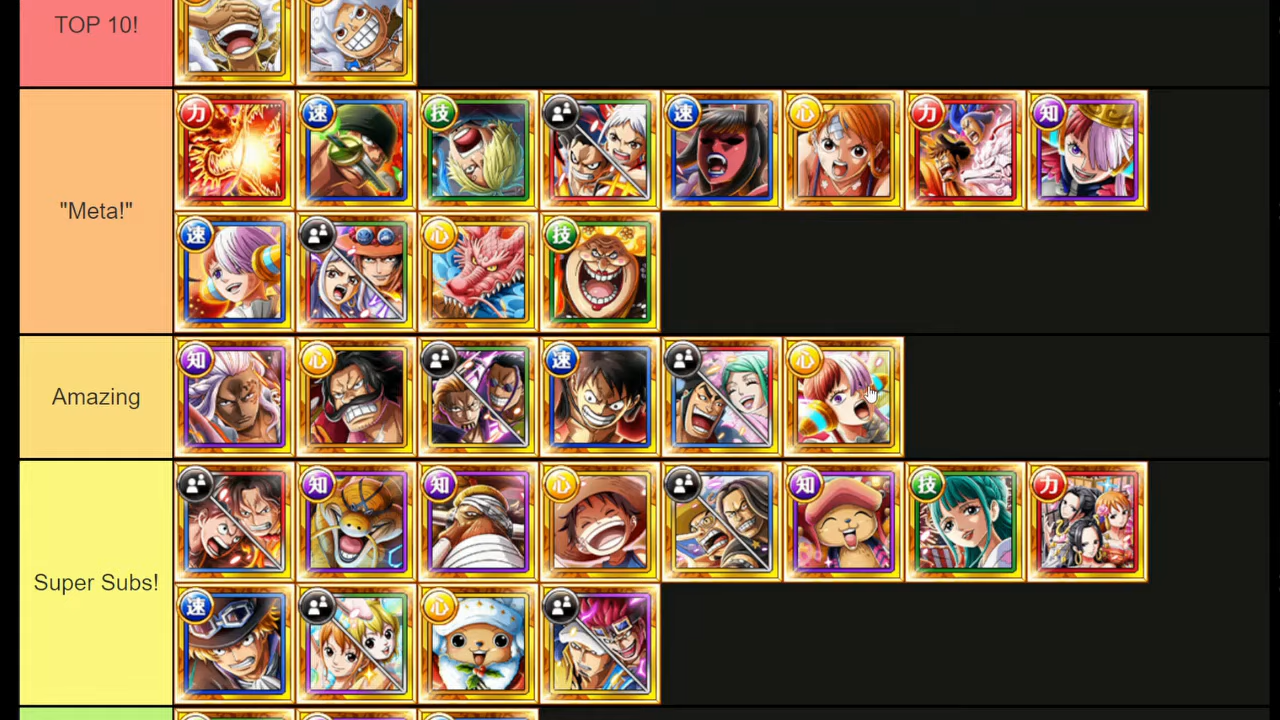 TOP 10!
"Meta!"
力
速
技
速
心
力
知
速
心
技
Amazing
知
心
速
心
Super Subs!
知
知
心
知
技
力
速
心